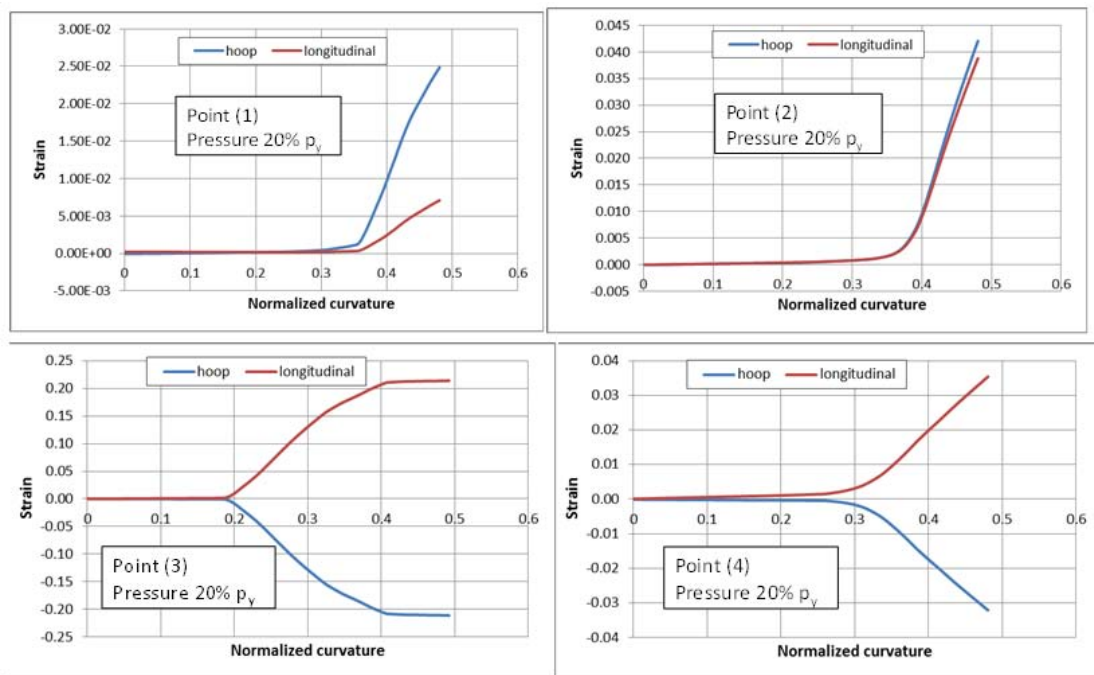 3.00E-02
2.50E-02
2.00E-02
1.50E-02
1.00E-02
5.00E-03
0.00E+00
-5.00E-03
Strain
hoop longitudinal
Point (1)
Pressure 20% py
0 0.1 0.2 0.3 0.4 0.5 0.6
Normalized curvature
0.045
0.040
0.035
0.030
0.025
0.020
0.015
0.010
0.005
0.000
-0.005
Strain
hoop longitudinal
Point (2)
Pressure 20% py
0 0.1 0.2 0.3 0.4 0.5 0.6
Normalized curvature
0.25
0.20
0.15
0.10
0.05
0.00
-0.05
-0.10
-0.15
-0.20
-0.25
Strain
hoop longitudinal
0 0.1 0.2 0.3 0.4 0.5 0.6
Point (3)
Pressure 20% py
Normalized curvature
0.04
0.03
0.02
0.01
0.00
-0.01
-0.02
-0.03
-0.04
Strain
hoop longitudinal
0 0.1 0.2 0.3 0.4 0.5 0.6
Point (4)
Pressure 20% py
Normalized curvature